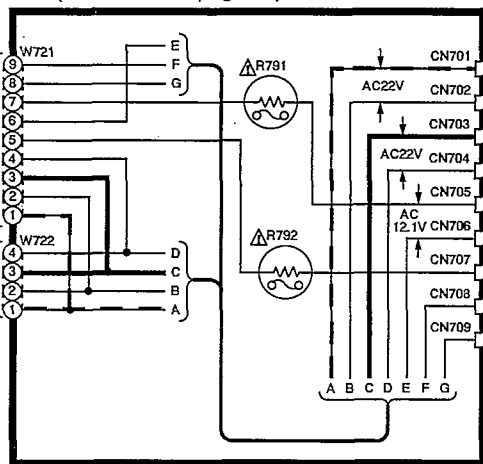 W721
9
8
7
6
5
4
3
2
1
W722
4
3
2
1
E
F
G
D
C
B
A
R791
R792
AC22V
AC22V
AC
12.1V
CN701
CN702
CN703
CN704
CN705
CN706
CN707
CN708
CN709
A B C D E F G